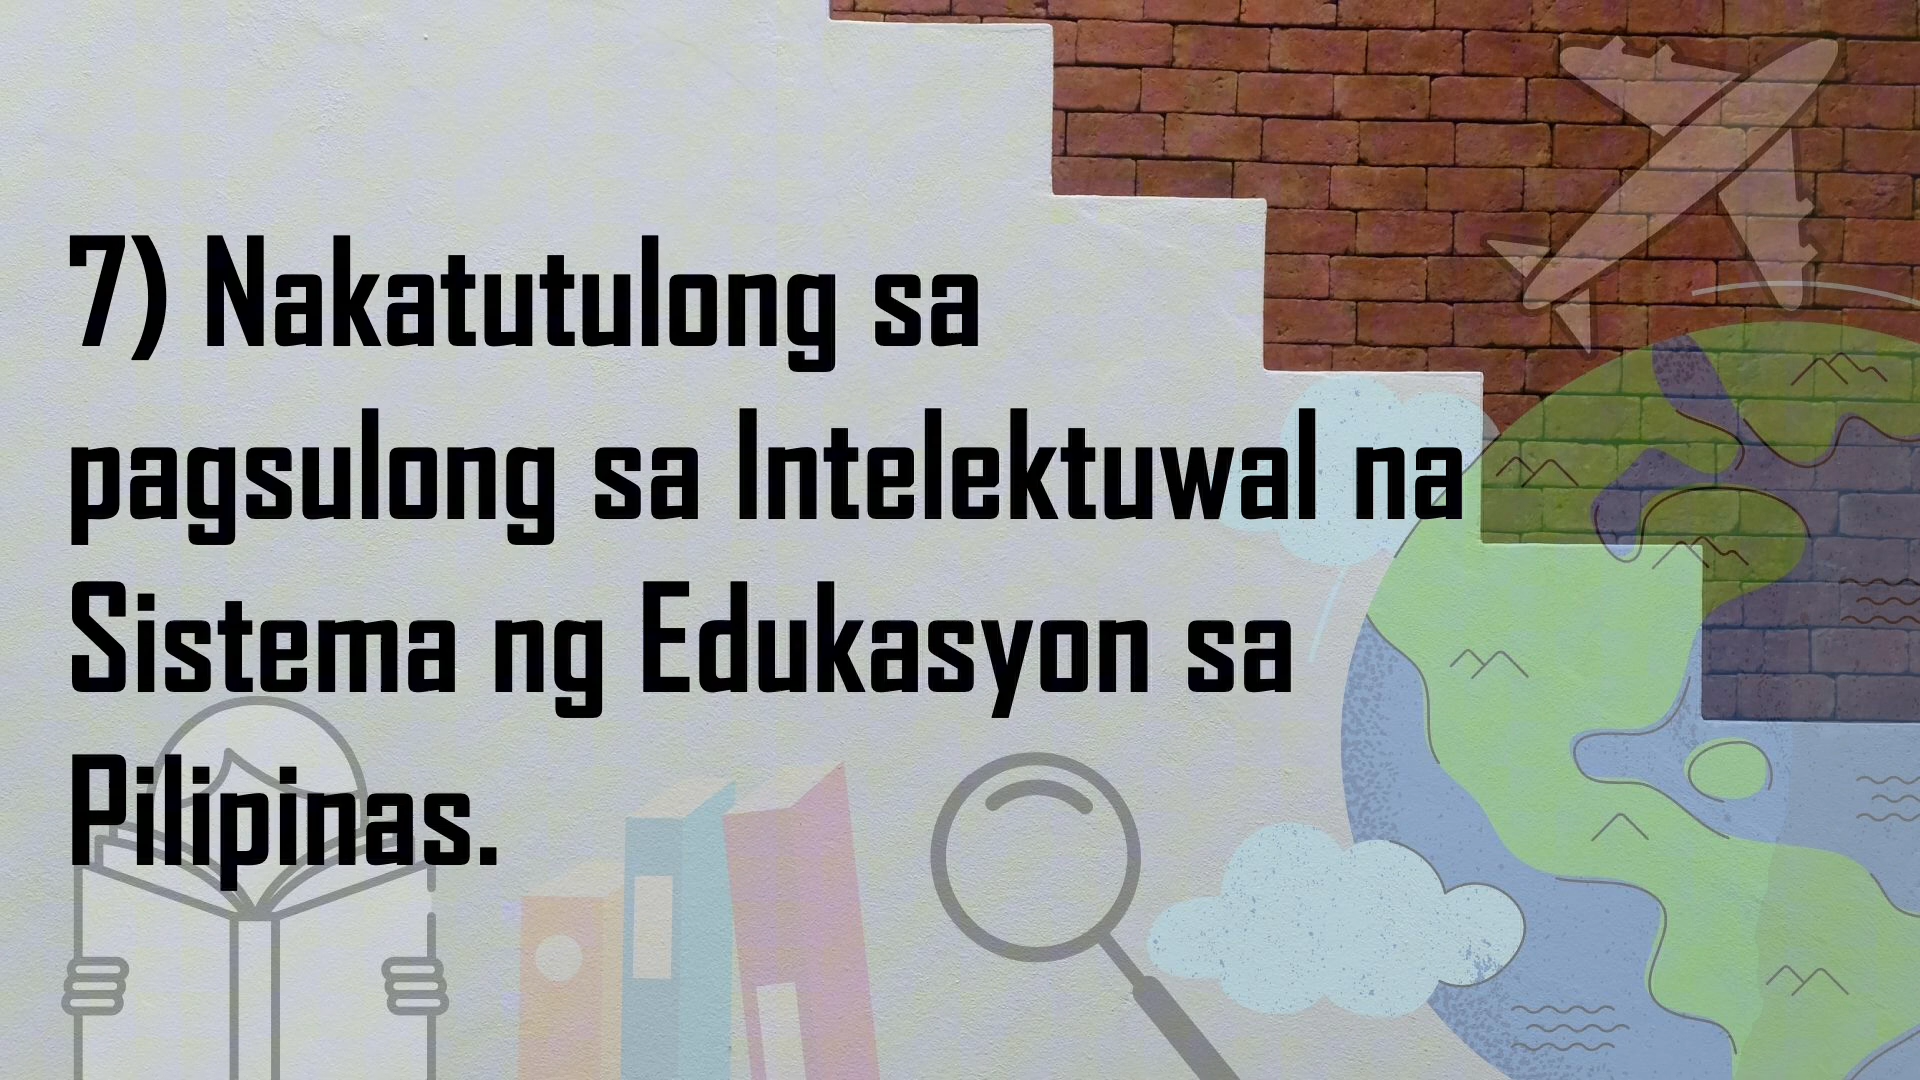 7) Nakatutulong sa
pagsulong sa Intelektuwal na
Sistema ng Edukasyon sa
Pilipinas.